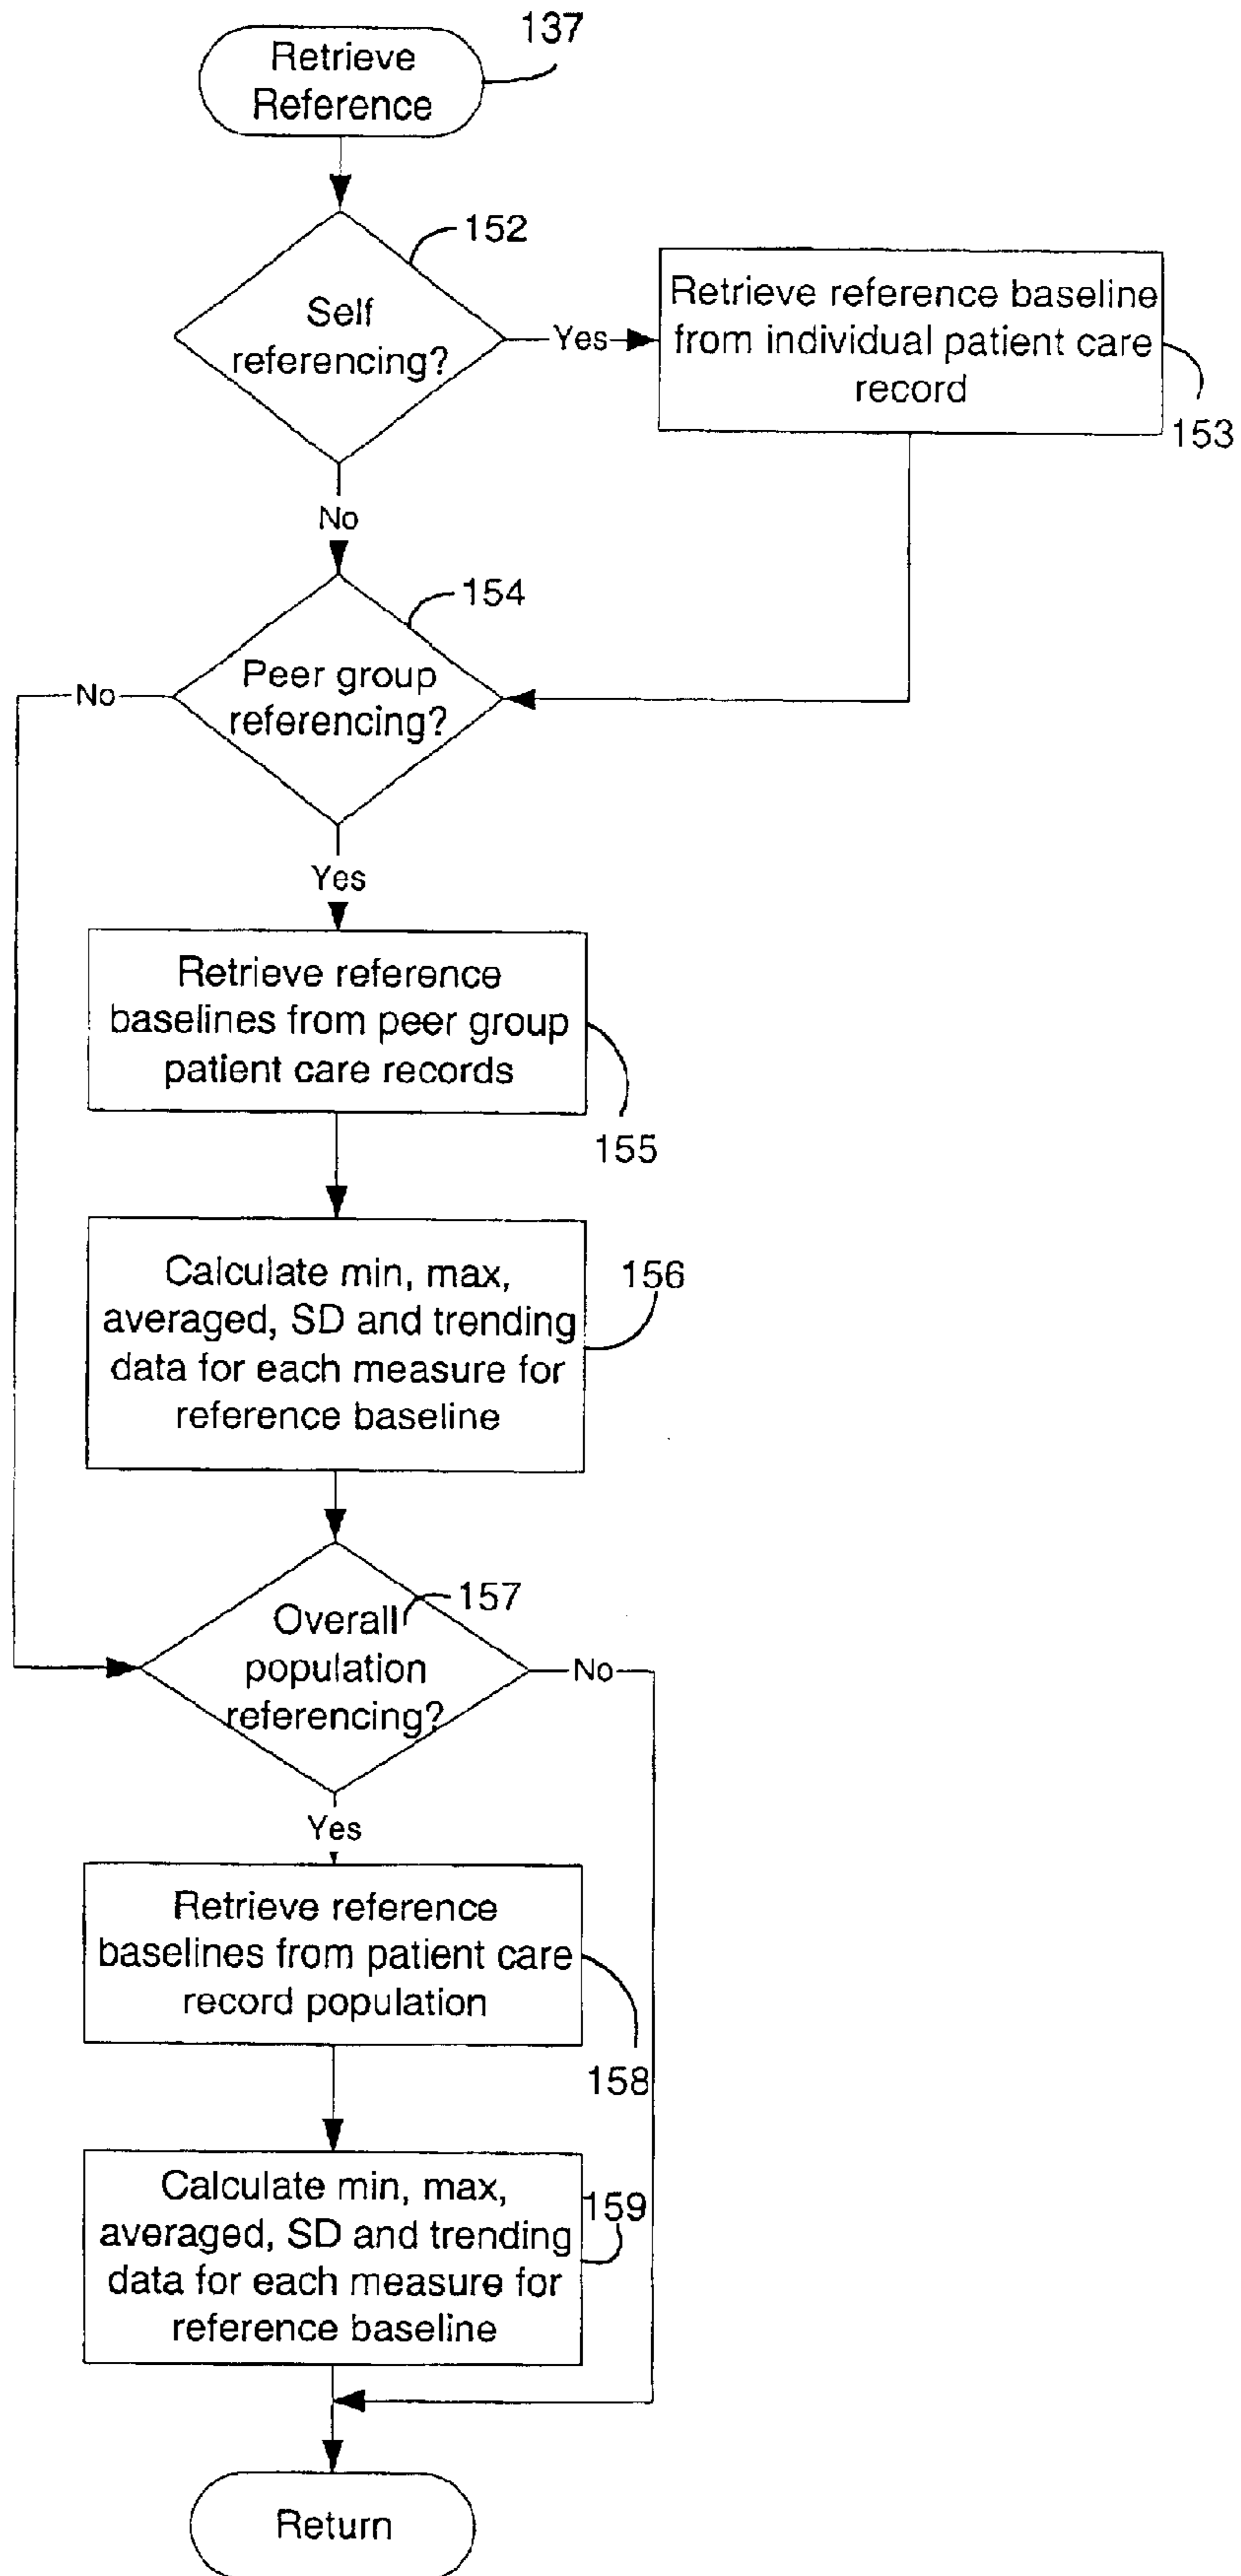 137
Retrieve
Reference
152
Self
referencing?
Yes
Retrieve reference baseline
from individual patient care
record
153
No
154
Peer group
referencing?
No
Yes
Retrieve reference
baselines from peer group
patient care records
155
Calculate min, max,
averaged, SD and trending
data for each measure for
reference baseline
156
157
Overall
population
referencing?
No
Yes
Retrieve reference
baselines from patient care
record population
158
Calculate min, max,
averaged, SD and trending
data for each measure for
reference baseline
159
Return